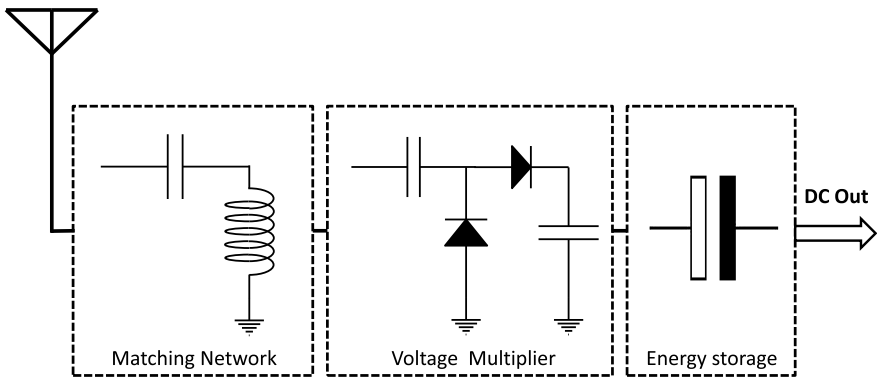 DC Out
Matching Network
Voltage Multiplier
Energy storage